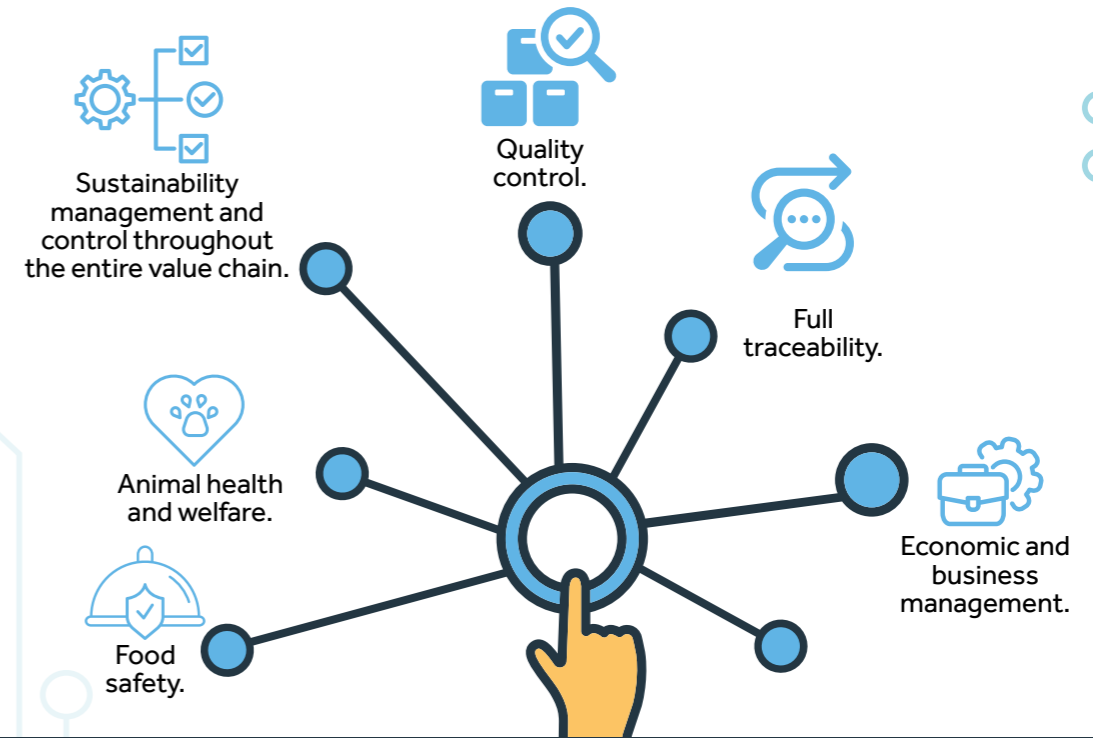 Quality
control.
Sustainability
management and
control throughout
the entire value chain.
Full
traceability.
Animal health
and welfare.
Economic and
business
management.
Food
safety.